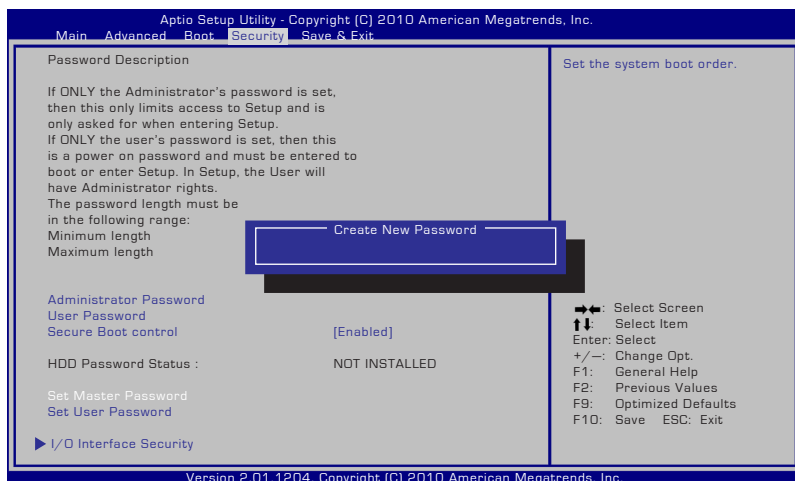 Aptio Setup Utility - Copyright (C) 2010 American Megatrends, Inc.
Main Advanced Boot Security Save & Exit
Password Description
If ONLY the Administrator's password is set,
then this only limits access to Setup and is
only asked for when entering Setup.
If ONLY the user's password is set, then this
is a power on password and must be entered to
boot or enter Setup. In Setup, the User will
have Administrator rights.
The password length must be
in the following range:
Minimum length
Maximum length
Create New Password
Administrator Password
User Password
Secure Boot control [Enabled]
HDD Password Status : NOT INSTALLED
Set Master Password
Set User Password
I/O Interface Security
Set the system boot order.
→←: Select Screen
↑↓: Select Item
Enter: Select
+/—: Change Opt.
F1: General Help
F2: Previous Values
F9: Optimized Defaults
F10: Save ESC: Exit
Version 2.01.1204. Copyright (C) 2010 American Megatrends, Inc.